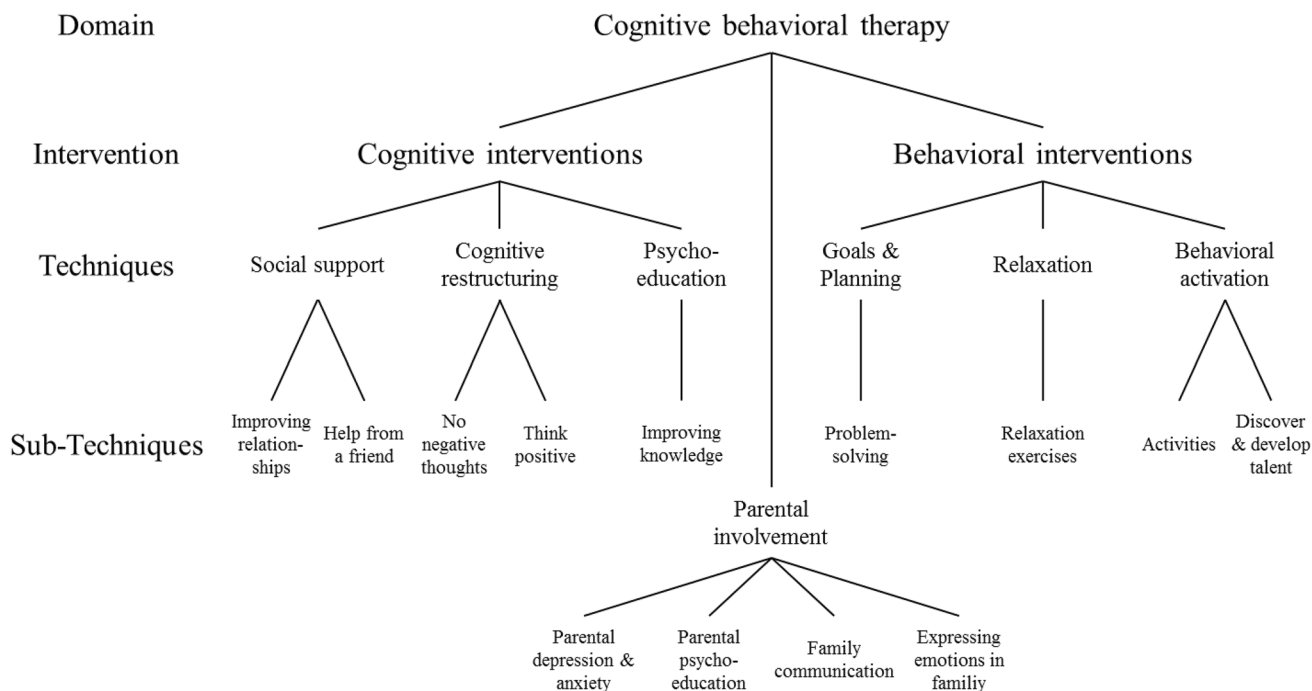 Domain
Cognitive behavioral therapy
Intervention
Cognitive interventions
Behavioral interventions
Techniques
Social support
Cognitive
restructuring
Psycho-
education
Goals &
Planning
Relaxation
Behavioral
activation
Sub-Techniques
Improving
relation-
ships
Help from
a friend
No
negative
thoughts
Think
positive
Improving
knowledge
Problem-
solving
Relaxation
exercises
Activities
Discover
& develop
talent
Parental
involvement
Parental
depression &
anxiety
Parental
psycho-
education
Family
communication
Expressing
emotions in
familiy